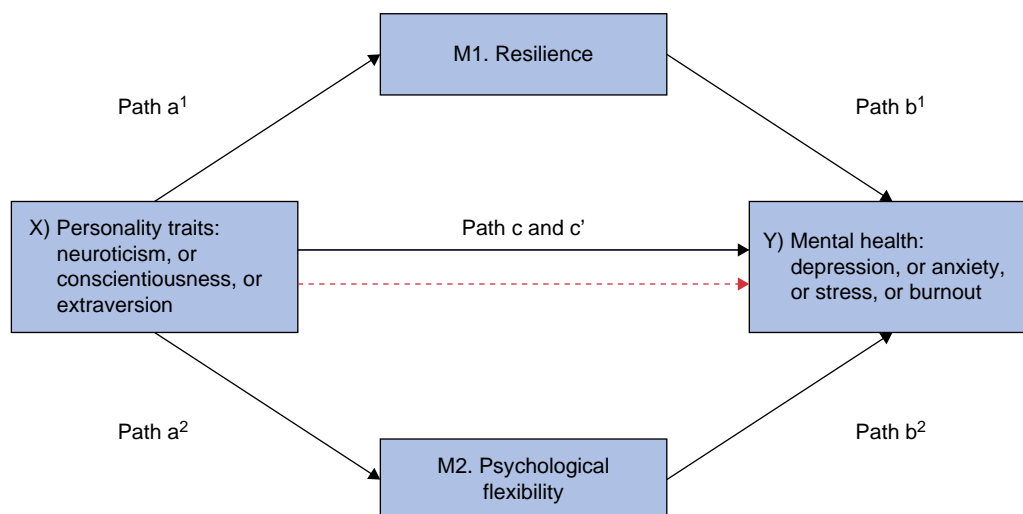 M1. Resilience
Path a¹
Path b¹
X) Personality traits:
neuroticism, or
conscientiousness, or
extraversion
Path c and c’
Y) Mental health:
depression, or anxiety,
or stress, or burnout
Path a²
Path b²
M2. Psychological
flexibility